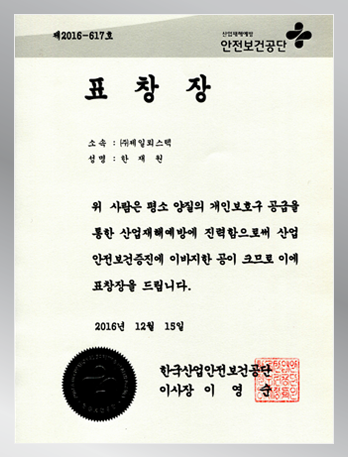 제2016-617호
산업재해예방
안전보건공단
표 창 장
소 속 : ㈜제일피스텍
성 명 : 한 재 원
위 사람은 평소 양질의 개인보호구 공급을
통한 산업재해예방에 진력함으로써 산업
안전보건증진에 이바지한 공이 크므로 이에
표창장을 드립니다.
2016년 12월 15일
한국산업안전보건공단
이사장 이 영 순